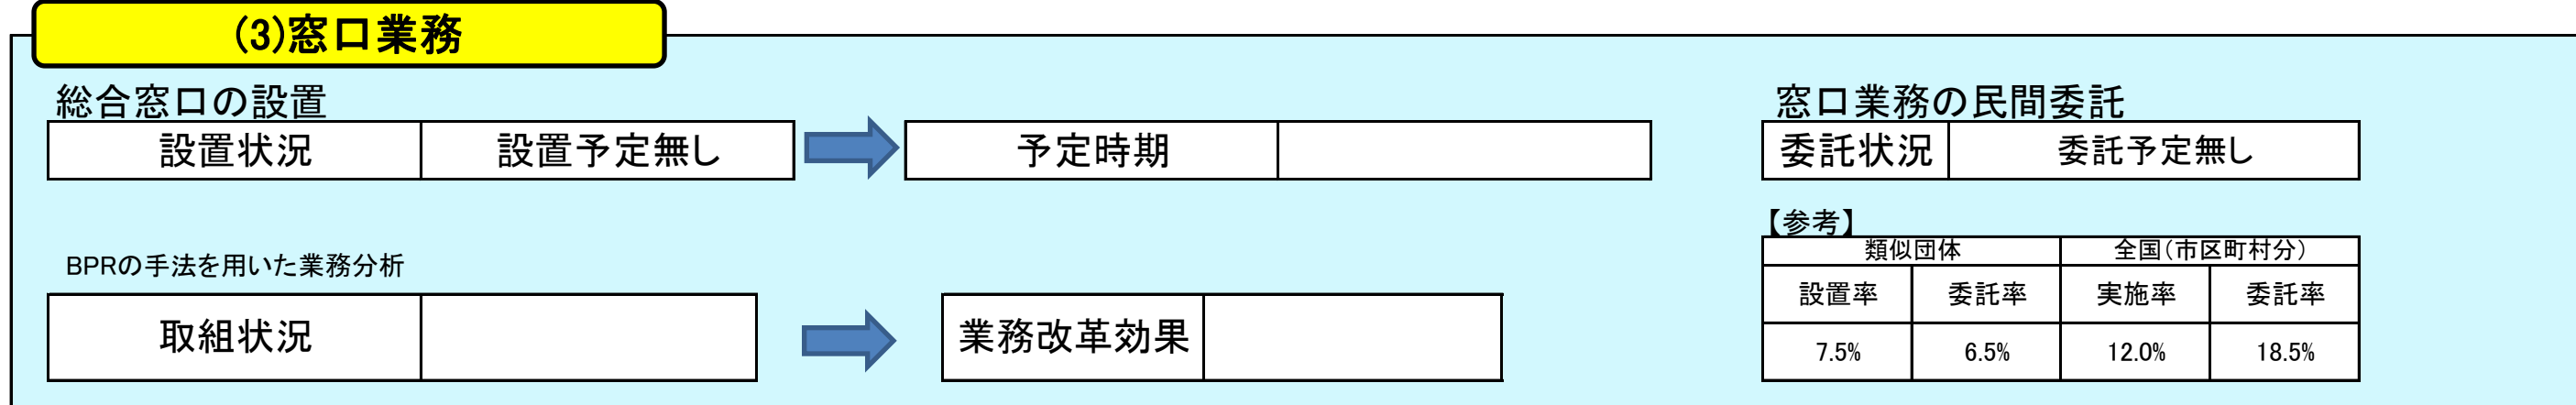 (3)窓口業務
総合窓口の設置
設置状況 設置予定無し 予定時期
窓口業務の民間委託
委託状況 委託予定無し
BPRの手法を用いた業務分析
取組状況 業務改革効果
【参考】
類似団体 全国(市区町村分)
設置率 委託率 実施率 委託率
7.5% 6.5% 12.0% 18.5%